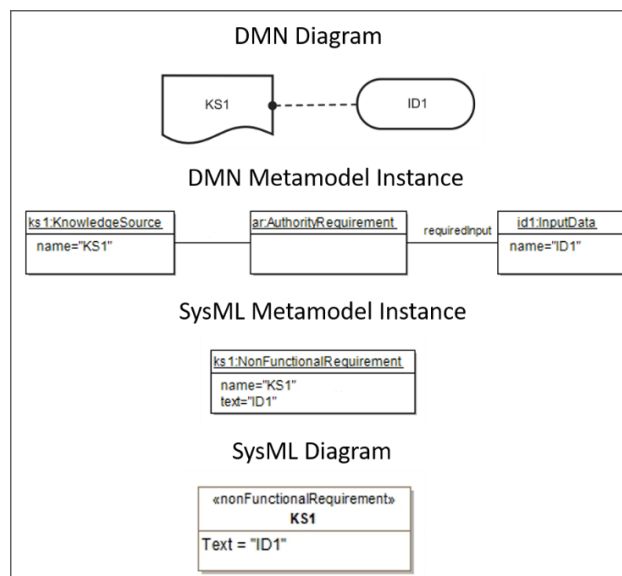 DMN Diagram
KS1
ID1
DMN Metamodel Instance
ks1:KnowledgeSource
name="KS1"
ar:AuthorityRequirement
requiredInput
id1:InputData
name="ID1"
SysML Metamodel Instance
ks1:NonFunctionalRequirement
name="KS1"
text="ID1"
SysML Diagram
«nonFunctionalRequirement»
KS1
Text = "ID1"